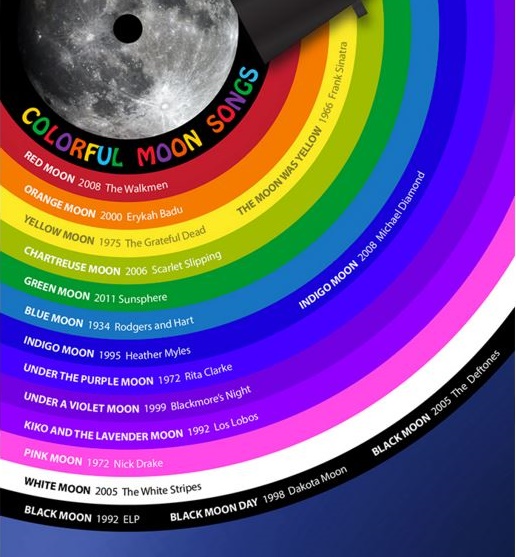 COLORFUL MOON SONGS
RED MOON 2008 The Walkmen
ORANGE MOON 2000 Erykah Badu
YELLOW MOON 1975 The Grateful Dead
THE MOON WAS YELLOW 1966 Frank Sinatra
CHARTREUSE MOON 2006 Scarlet Slipping
GREEN MOON 2011 Sunsphere
BLUE MOON 1934 Rodgers and Hart
INDIGO MOON 1995 Heather Myles
INDIGO MOON 2008 Michael Diamond
UNDER THE PURPLE MOON 1972 Rita Clarke
UNDER A VIOLET MOON 1999 Blackmore's Night
KIKO AND THE LAVENDER MOON 1992 Los Lobos
PINK MOON 1972 Nick Drake
WHITE MOON 2005 The White Stripes
BLACK MOON 1992 ELP
BLACK MOON DAY 1998 Dakota Moon
BLACK MOON 2005 The Deftones